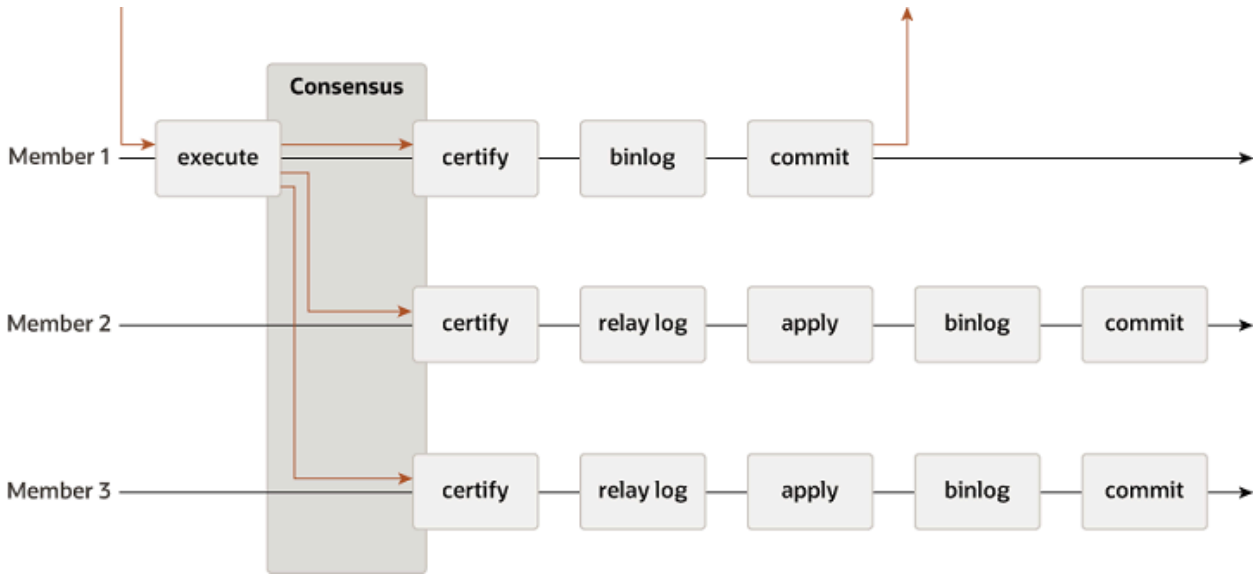 Consensus
Member 1
execute
certify
binlog
commit
Member 2
certify
relay log
apply
binlog
commit
Member 3
certify
relay log
apply
binlog
commit